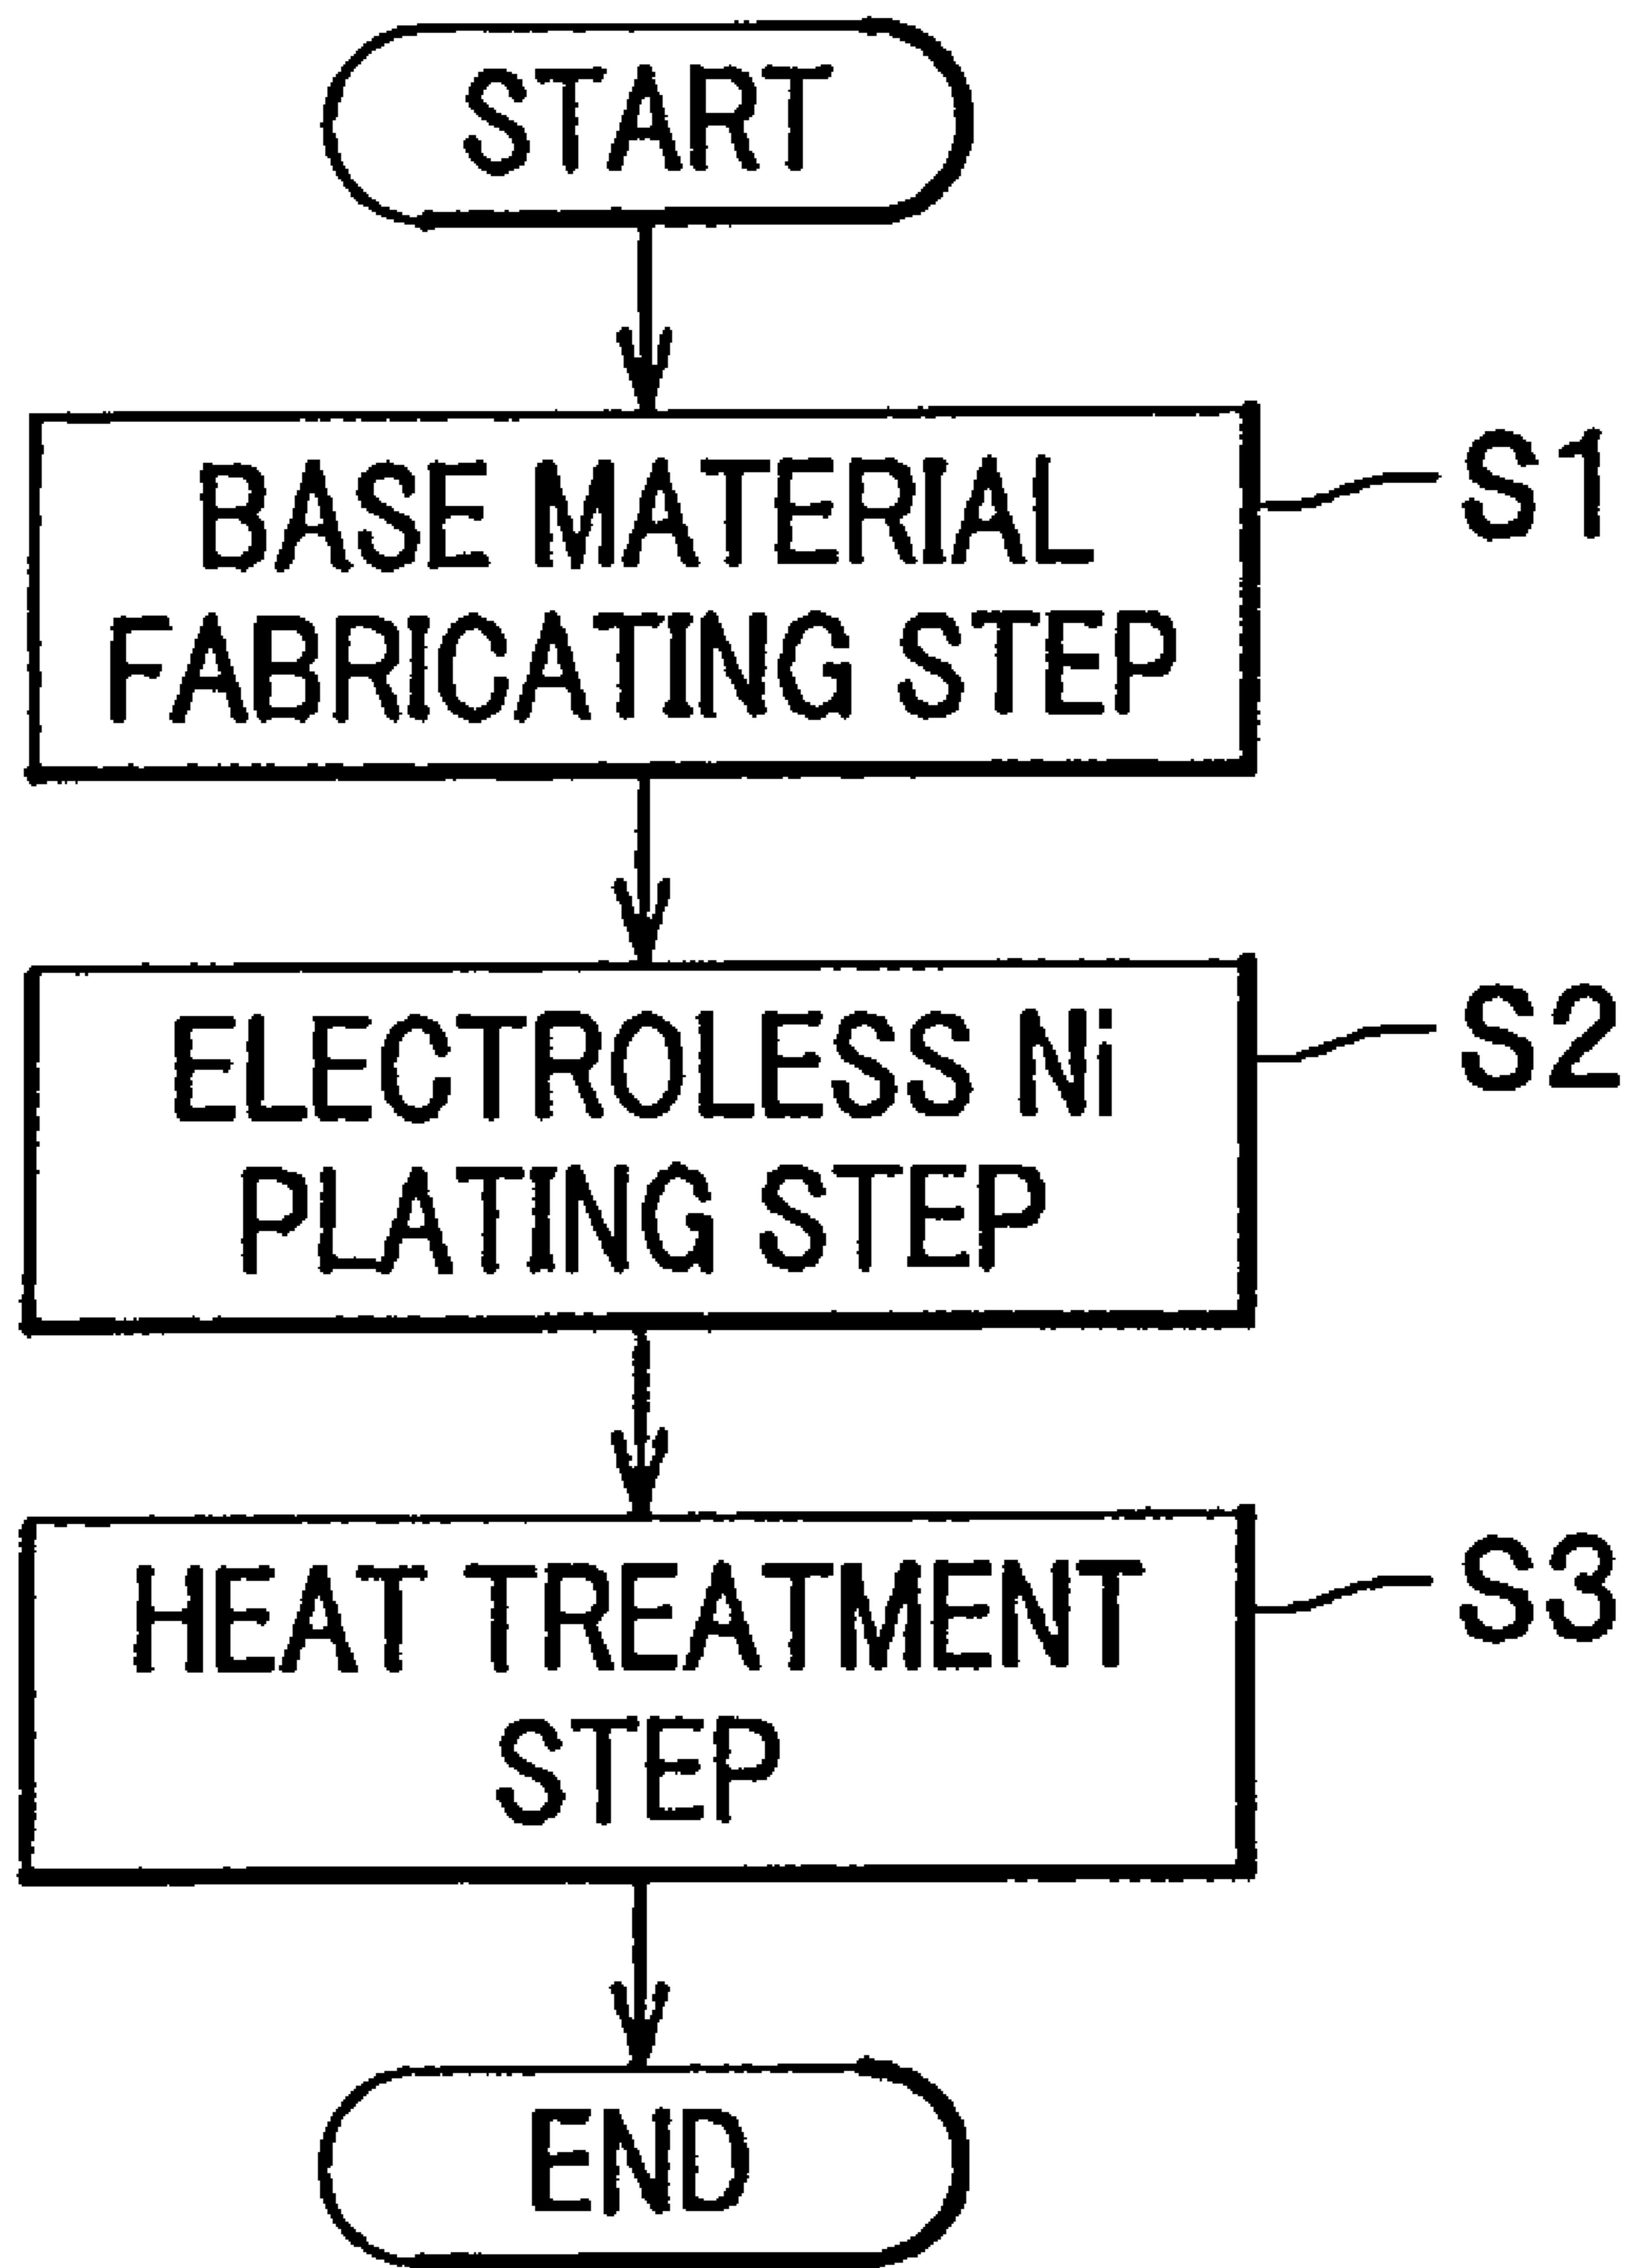 START
BASE MATERIAL
FABRICATING STEP
S1
ELECTROLESS Ni
PLATING STEP
S2
HEAT TREATMENT
STEP
S3
END